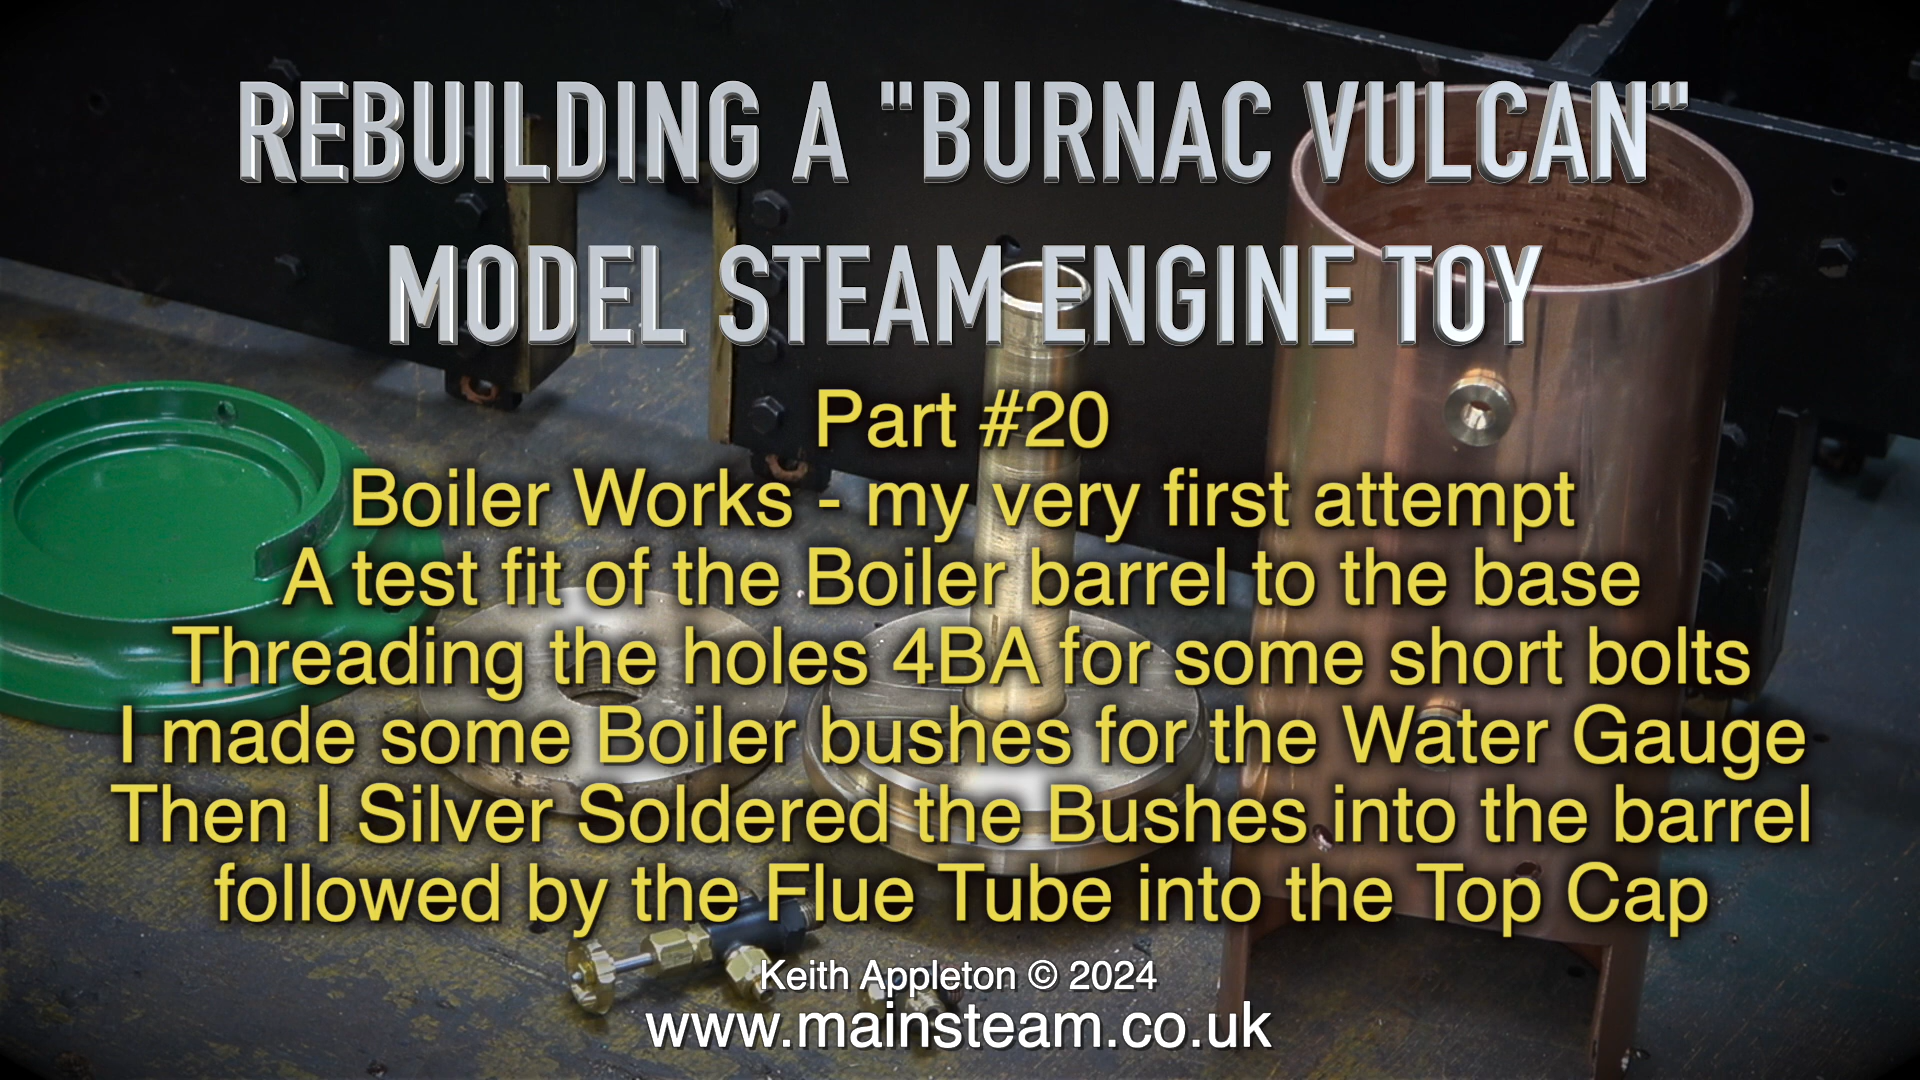 REBUILDING A "BURNAC VULCAN"
MODEL STEAM ENGINE TOY
Part #20
Boiler Works - my very first attempt
A test fit of the Boiler barrel to the base
Threading the holes 4BA for some short bolts
I made some Boiler bushes for the Water Gauge
Then I Silver Soldered the Bushes into the barrel
followed by the Flue Tube into the Top Cap
Keith Appleton © 2024
www.mainsteam.co.uk